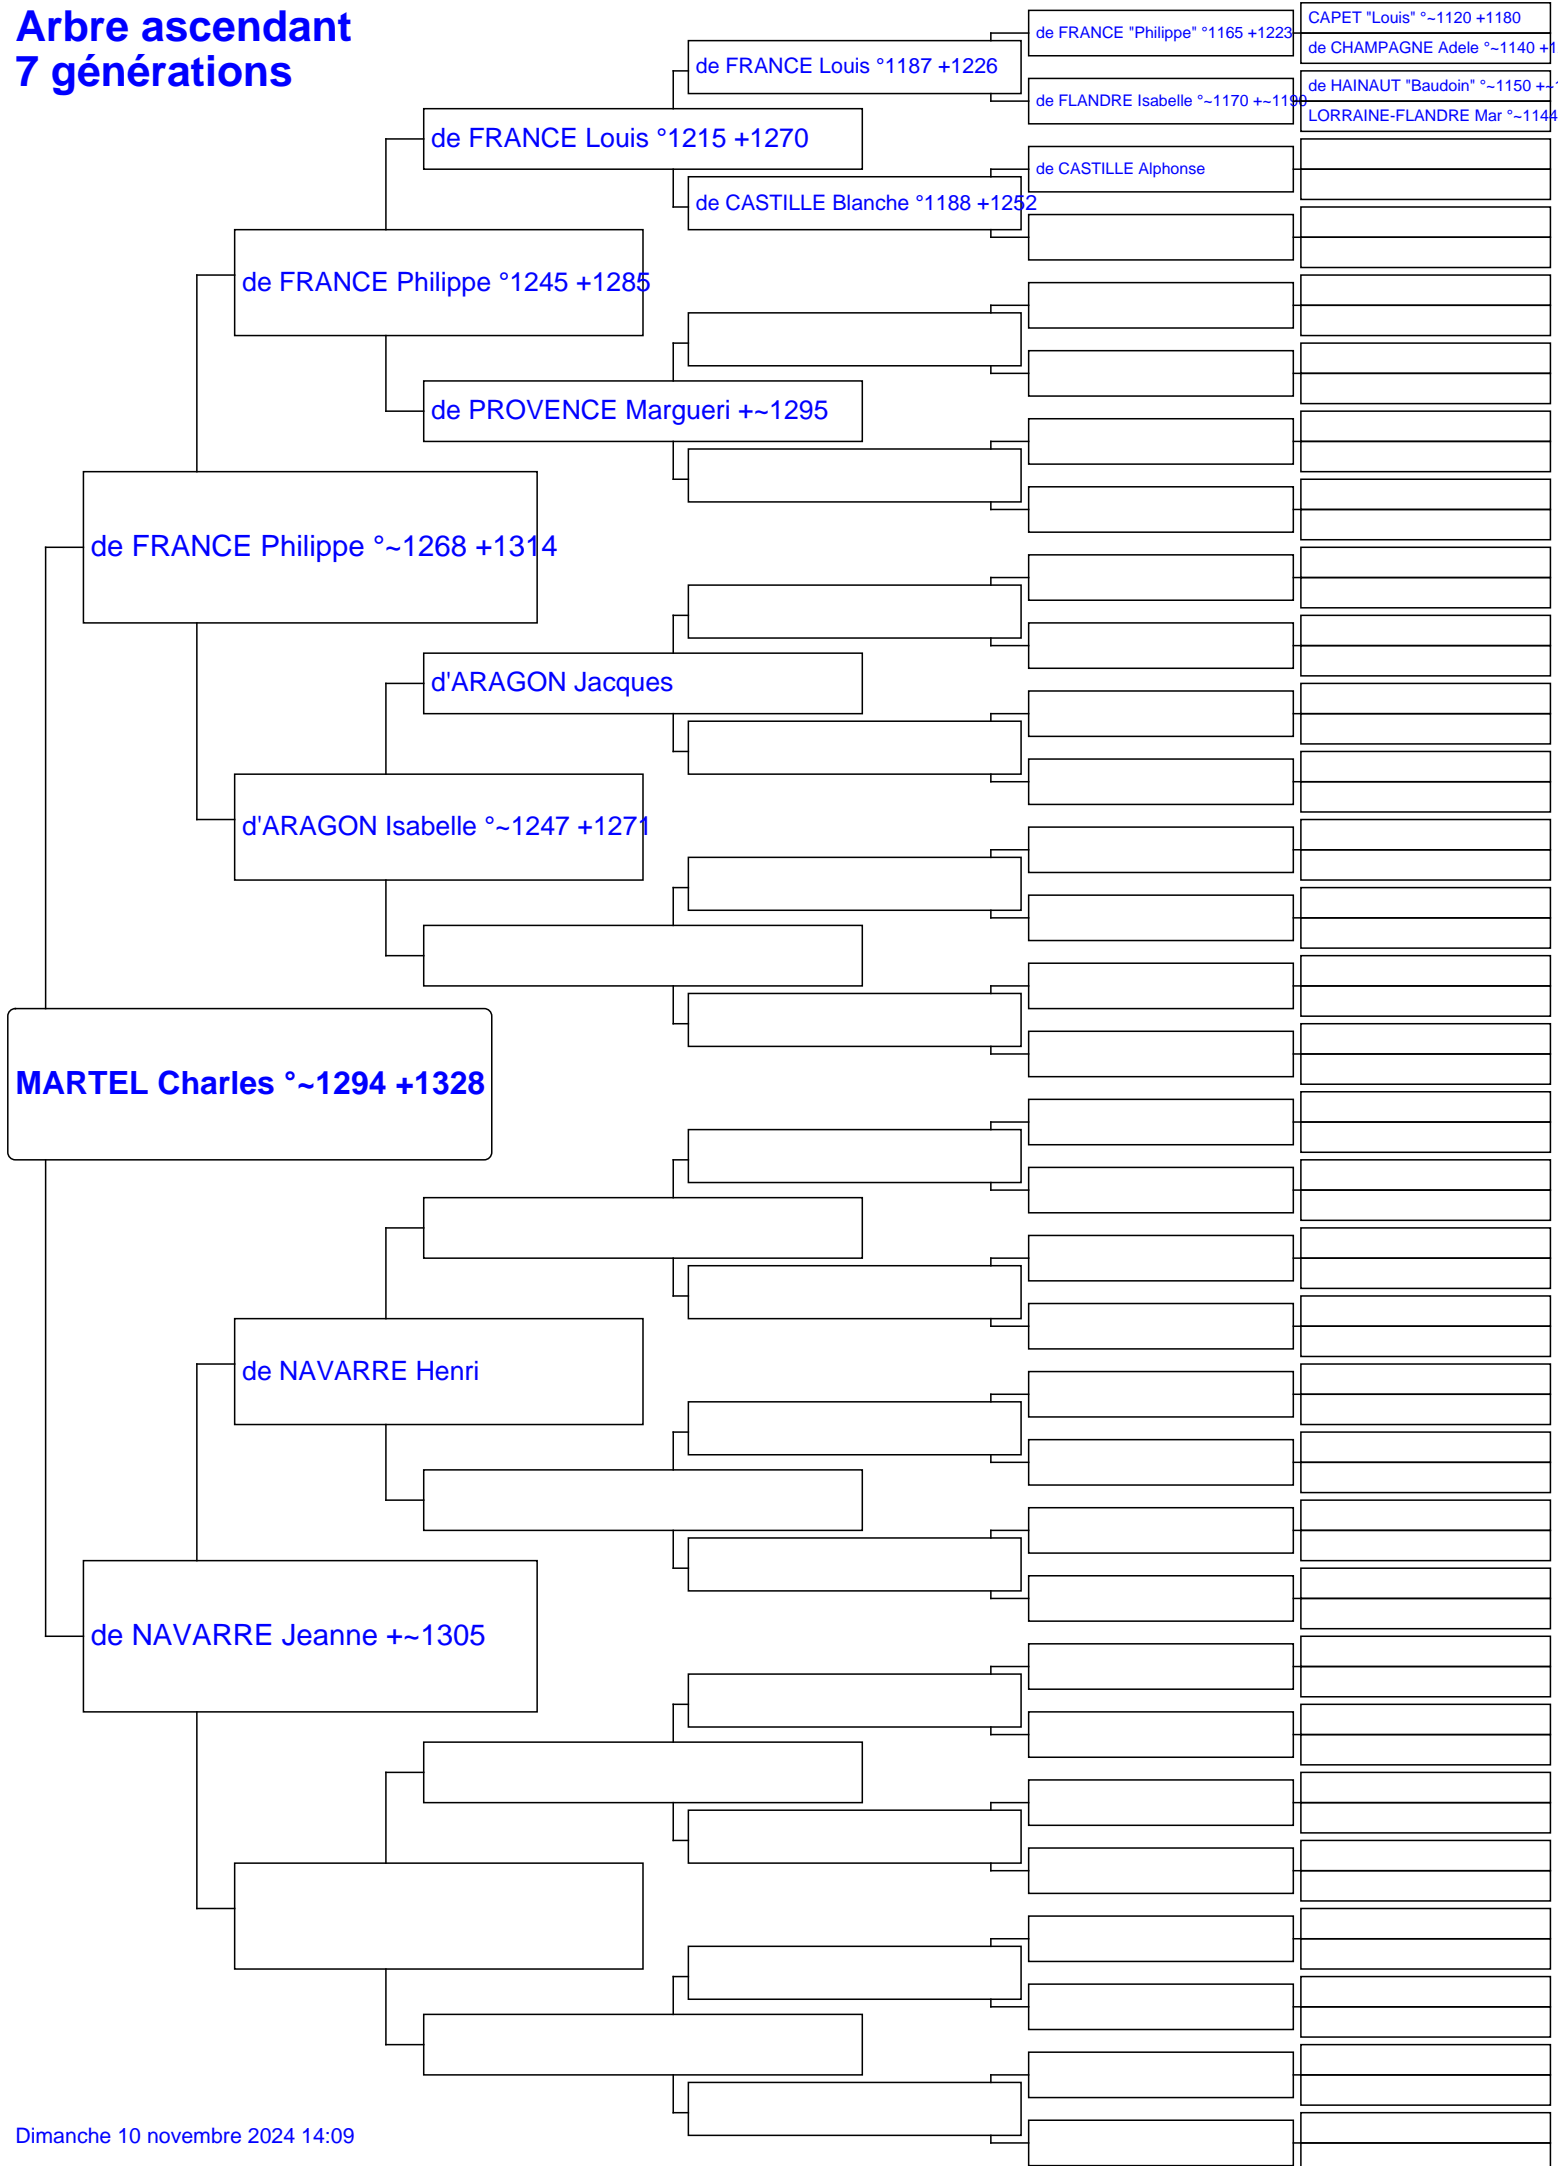 Arbre ascendant
7 générations
CAPET "Louis" °~1120 +1180
de FRANCE "Philippe" °1165 +1223
de CHAMPAGNE Adele °~1140 +1
de FRANCE Louis °1187 +1226
de HAINAUT "Baudoin" °~1150 +~1
de FLANDRE Isabelle °~1170 +~1190
LORRAINE-FLANDRE Mar °~1144
de FRANCE Louis °1215 +1270
de CASTILLE Alphonse
de CASTILLE Blanche °1188 +1252
de FRANCE Philippe °1245 +1285
de PROVENCE Margueri +~1295
de FRANCE Philippe °~1268 +1314
d'ARAGON Jacques
d'ARAGON Isabelle °~1247 +1271
MARTEL Charles °~1294 +1328
de NAVARRE Henri
de NAVARRE Jeanne +~1305
Dimanche 10 novembre 2024 14:09